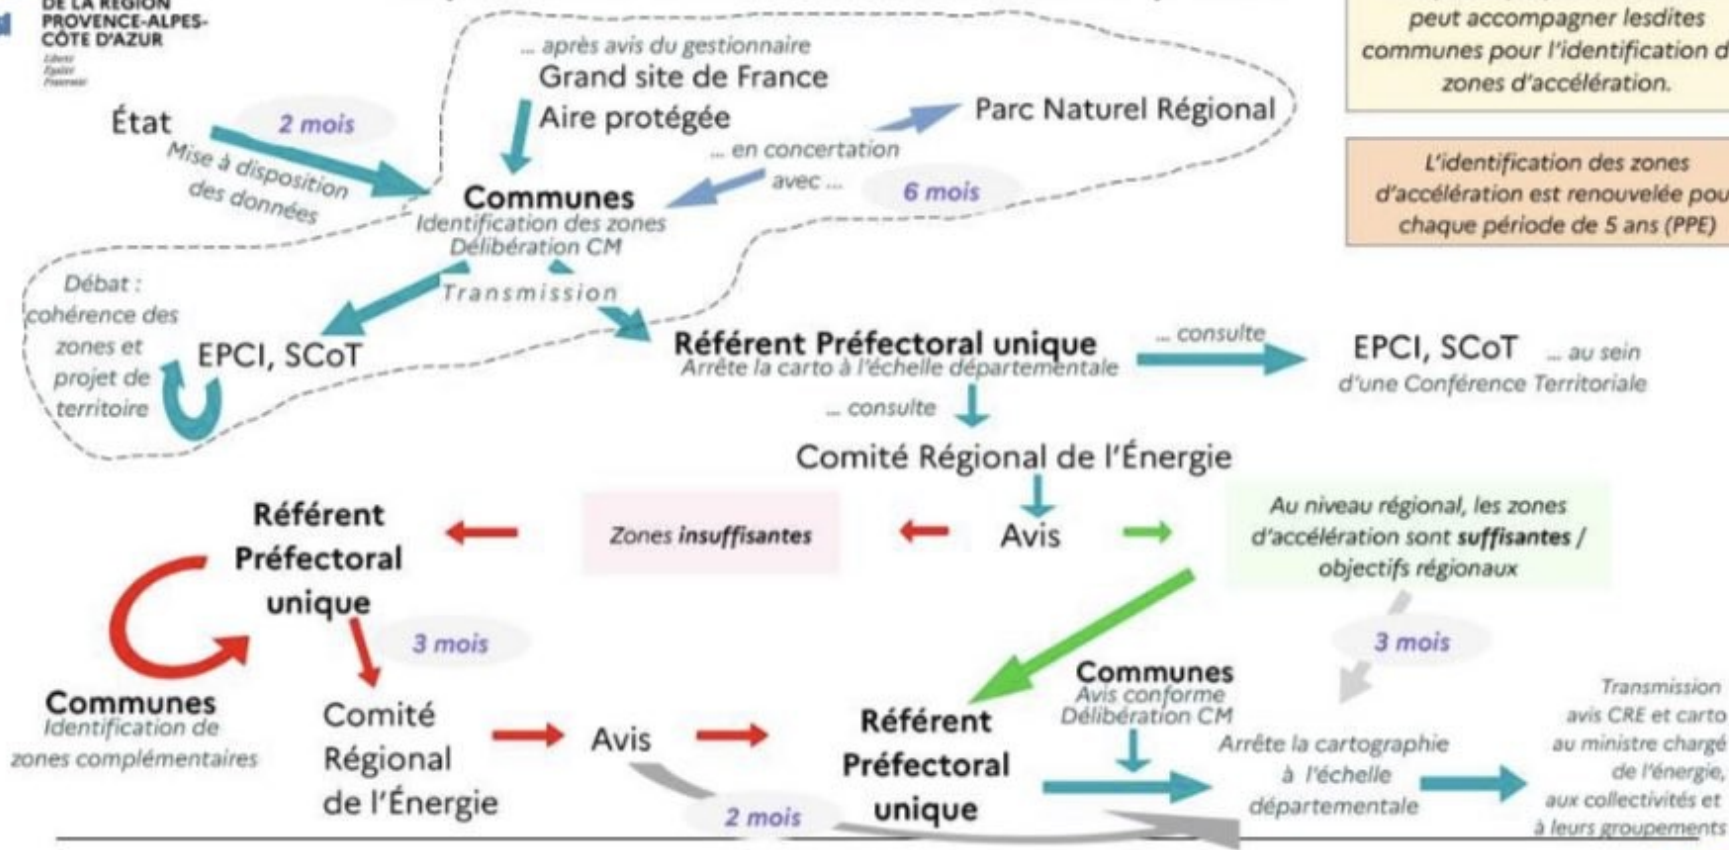 DE LA RÉGION
PROVENCE-ALPES-
CÔTE D'AZUR
Liberté
Égalité
Fraternité
peut accompagner lesdites
communes pour l'identification d
zones d'accélération.
L'identification des zones
d'accélération est renouvelée pou
chaque période de 5 ans (PPE)
... après avis du gestionnaire
Grand site de France
Aire protégée
Parc Naturel Régional
... en concertation
avec ...
6 mois
État
2 mois
Mise à disposition
des données
Communes
Identification des zones
Délibération CM
Transmission
Débat :
cohérence des
zones et
projet de
territoire
EPCI, SCoT
Référent Préfectoral unique
Arrête la carto à l'échelle départementale
... consulte
EPCI, SCoT ... au sein
d'une Conférence Territoriale
... consulte
Comité Régional de l'Énergie
Avis
Zones insuffisantes
Au niveau régional, les zones
d'accélération sont suffisantes /
objectifs régionaux
Référent
Préfectoral
unique
3 mois
Communes
Identification de
zones complémentaires
Comité
Régional
de l'Énergie
Avis
2 mois
Référent
Préfectoral
unique
Communes
Avis conforme
Délibération CM
3 mois
Arrête la cartographie
à l'échelle
départementale
Transmission
avis CRE et carto
au ministre chargé
de l'énergie,
aux collectivités et
à leurs groupements